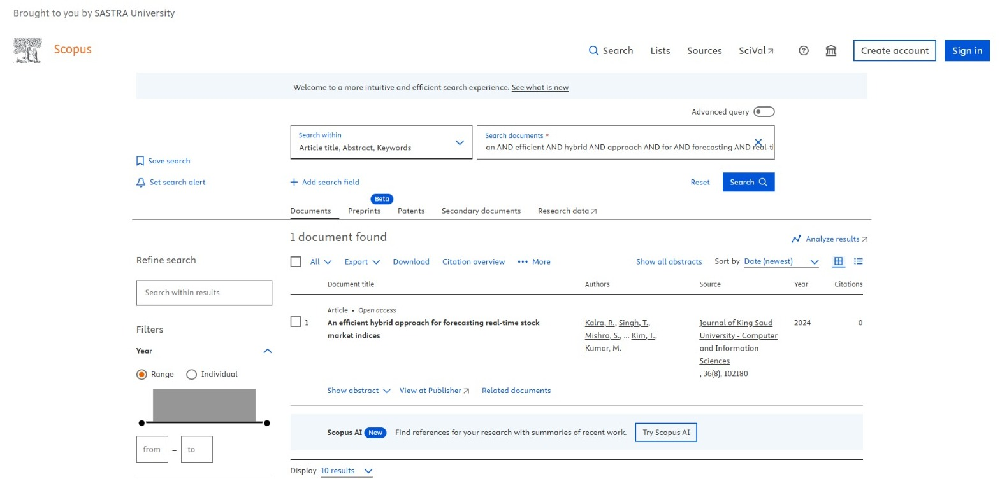 Brought to you by SASTRA University
Scopus
Search
Lists
Sources
SciVal
Create account
Sign in
Welcome to a more intuitive and efficient search experience. See what is new
Advanced query
Search within
Article title, Abstract, Keywords
Search documents *
an AND efficient AND hybrid AND approach AND for AND forecasting AND real-ti
Save search
Set search alert
Add search field
Reset
Search
Beta
Documents
Preprints
Patents
Secondary documents
Research data
1 document found
Analyze results
Refine search
All
Export
Download
Citation overview
More
Show all abstracts
Sort by Date (newest)
Document title
Authors
Source
Year
Citations
Search within results
Article • Open access
1
An efficient hybrid approach for forecasting real-time stock
market indices
Kalra, R., Singh, T.,
Mishra, S., ... Kim, T.,
Kumar, M.
Journal of King Saud
University - Computer
and Information
Sciences
, 36(8), 102180
2024
0
Filters
Year
Range
Individual
Show abstract
View at Publisher
Related documents
Scopus AI New Find references for your research with summaries of recent work. Try Scopus AI
from – to
Display 10 results